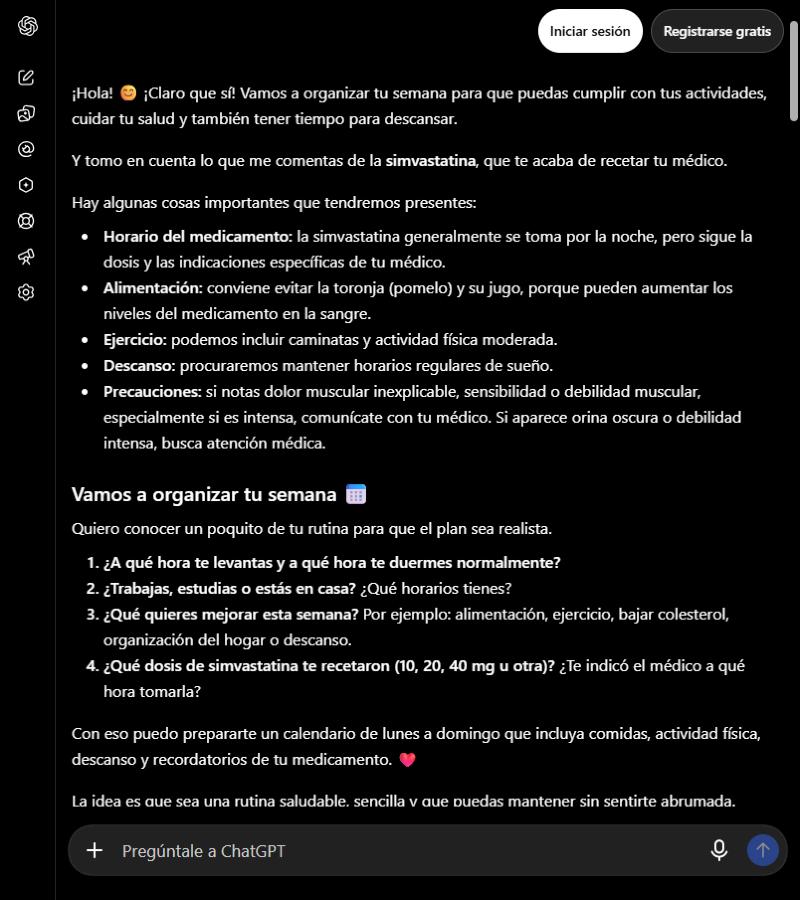 Iniciar sesión
Registrarse gratis
¡Hola! 😊 ¡Claro que sí! Vamos a organizar tu semana para que puedas cumplir con tus actividades,
cuidar tu salud y también tener tiempo para descansar.
Y tomo en cuenta lo que me comentas de la simvastatina, que te acaba de recetar tu médico.
Hay algunas cosas importantes que tendremos presentes:
• Horario del medicamento: la simvastatina generalmente se toma por la noche, pero sigue la
dosis y las indicaciones específicas de tu médico.
• Alimentación: conviene evitar la toronja (pomelo) y su jugo, porque pueden aumentar los
niveles del medicamento en la sangre.
• Ejercicio: podemos incluir caminatas y actividad física moderada.
• Descanso: procuraremos mantener horarios regulares de sueño.
• Precauciones: si notas dolor muscular inexplicable, sensibilidad o debilidad muscular,
especialmente si es intensa, comunícate con tu médico. Si aparece orina oscura o debilidad
intensa, busca atención médica.
Vamos a organizar tu semana 📅
Quiero conocer un poquito de tu rutina para que el plan sea realista.
1. ¿A qué hora te levantas y a qué hora te duermes normalmente?
2. ¿Trabajas, estudias o estás en casa? ¿Qué horarios tienes?
3. ¿Qué quieres mejorar esta semana? Por ejemplo: alimentación, ejercicio, bajar colesterol,
organización del hogar o descanso.
4. ¿Qué dosis de simvastatina te recetaron (10, 20, 40 mg u otra)? ¿Te indicó el médico a qué
hora tomarla?
Con eso puedo prepararte un calendario de lunes a domingo que incluya comidas, actividad física,
descanso y recordatorios de tu medicamento. ❤️
La idea es que sea una rutina saludable, sencilla y que puedas mantener sin sentirte abrumada.
Pregúntale a ChatGPT